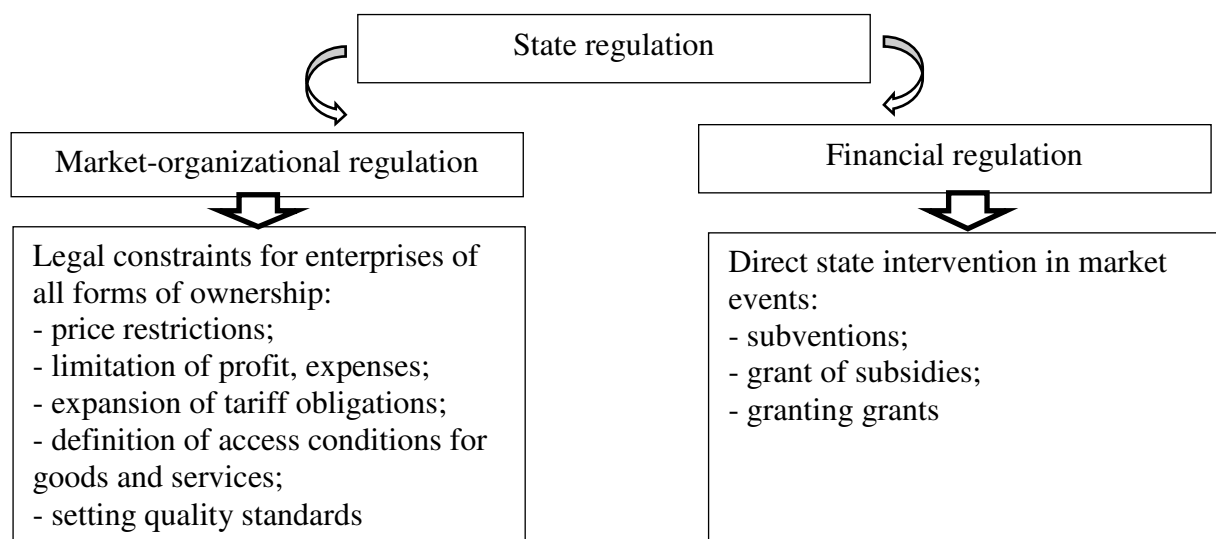 State regulation
Market-organizational regulation
Financial regulation
Legal constraints for enterprises of
all forms of ownership:
- price restrictions;
- limitation of profit, expenses;
- expansion of tariff obligations;
- definition of access conditions for
goods and services;
- setting quality standards
Direct state intervention in market
events:
- subventions;
- grant of subsidies;
- granting grants